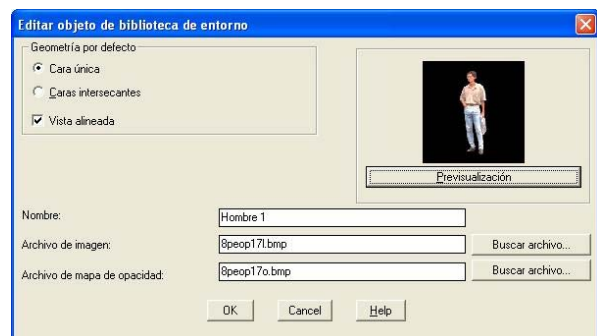 Editar objeto de biblioteca de entorno
Geometría por defecto
Cara única
Caras intersecantes
Vista alineada
Previsualización
Nombre:
Hombre 1
Archivo de imagen:
8peop17l.bmp
Buscar archivo...
Archivo de mapa de opacidad:
8peop17o.bmp
Buscar archivo...
OK
Cancel
Help